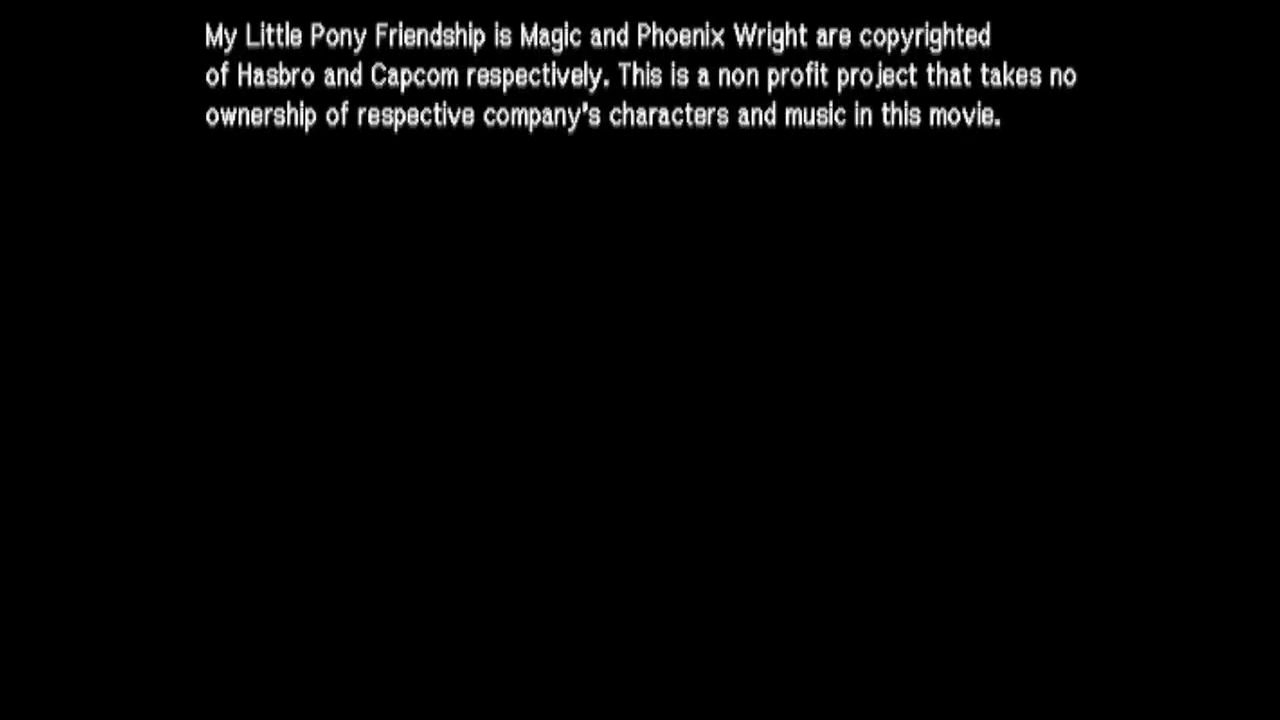 My Little Pony Friendship is Magic and Phoenix Wright are copyrighted
of Hasbro and Capcom respectively. This is a non profit project that takes no
ownership of respective company's characters and music in this movie.